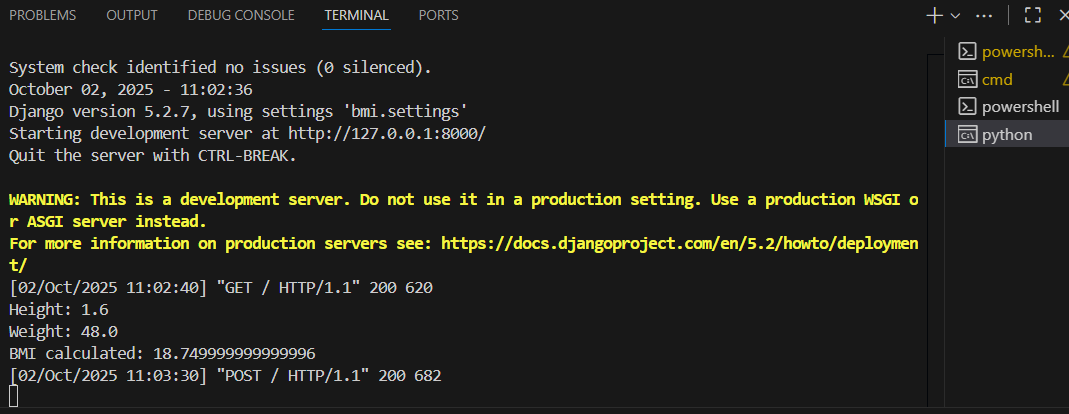 PROBLEMS OUTPUT DEBUG CONSOLE TERMINAL PORTS
System check identified no issues (0 silenced).
October 02, 2025 - 11:02:36
Django version 5.2.7, using settings 'bmi.settings'
Starting development server at http://127.0.0.1:8000/
Quit the server with CTRL-BREAK.
WARNING: This is a development server. Do not use it in a production setting. Use a production WSGI o
r ASGI server instead.
For more information on production servers see: https://docs.djangoproject.com/en/5.2/howto/deploymen
t/
[02/Oct/2025 11:02:40] "GET / HTTP/1.1" 200 620
Height: 1.6
Weight: 48.0
BMI calculated: 18.749999999999996
[02/Oct/2025 11:03:30] "POST / HTTP/1.1" 200 682
powersh...
cmd
powershell
python